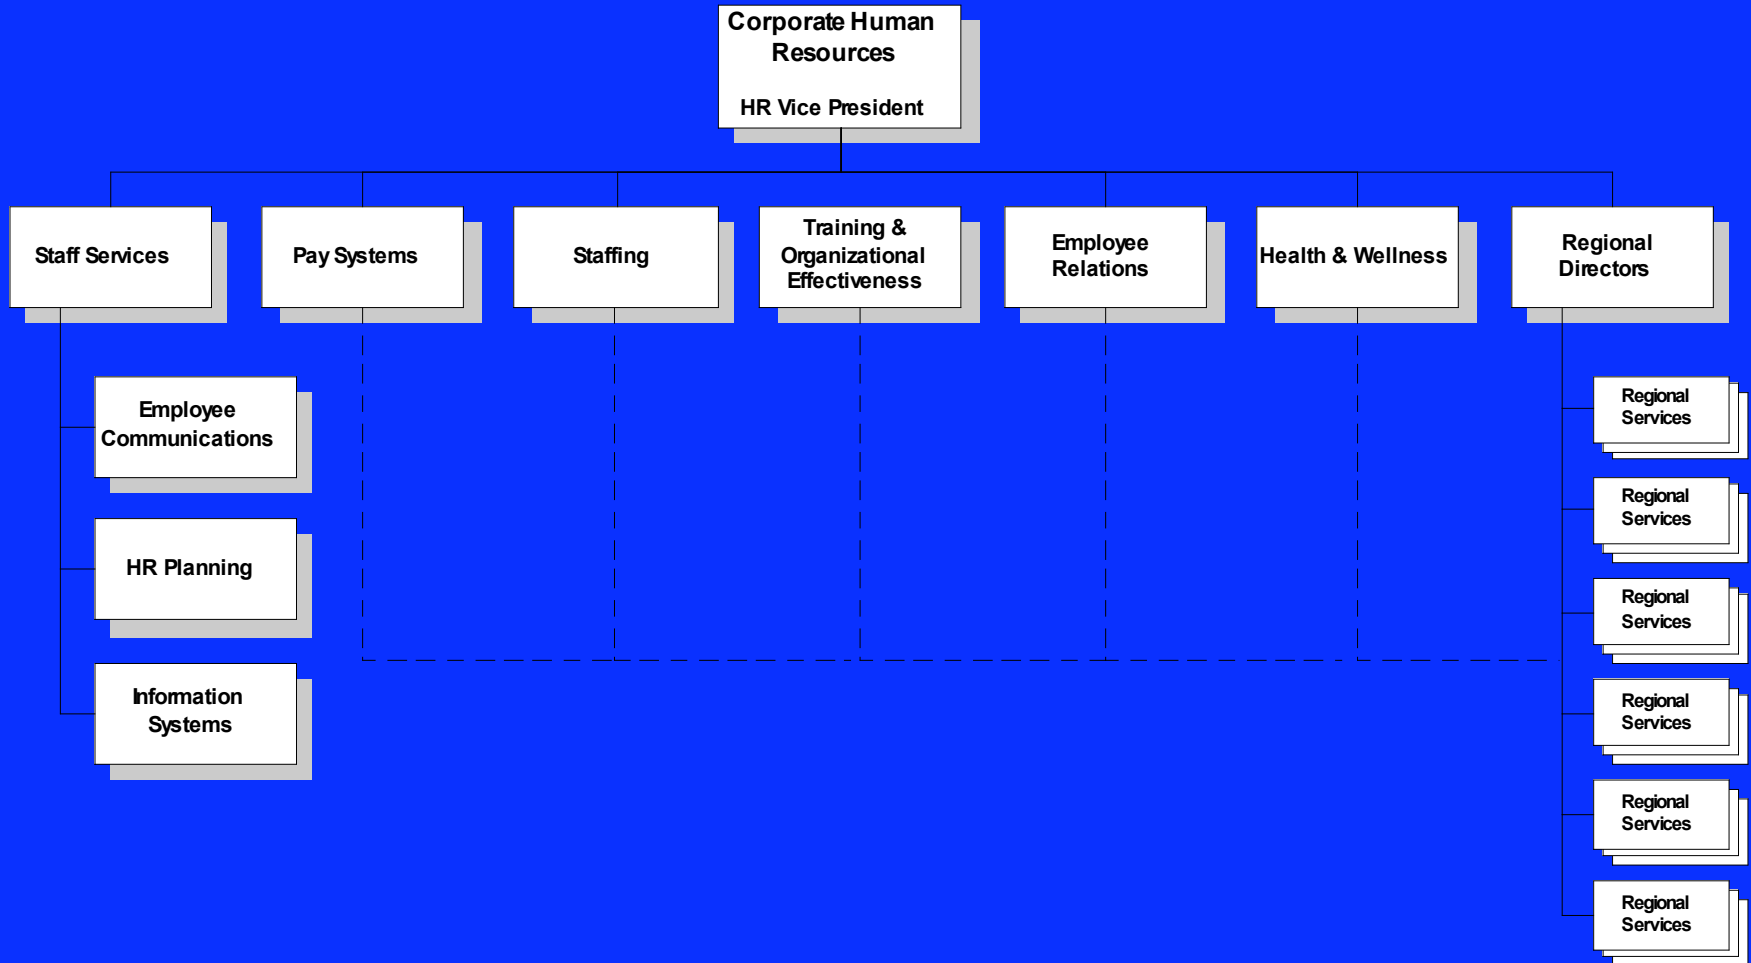 Corporate Human
Resources
HR Vice President
Staff Services
Pay Systems
Staffing
Training &
Organizational
Effectiveness
Employee
Relations
Health & Wellness
Regional
Directors
Employee
Communications
HR Planning
Information
Systems
Regional
Services
Regional
Services
Regional
Services
Regional
Services
Regional
Services
Regional
Services